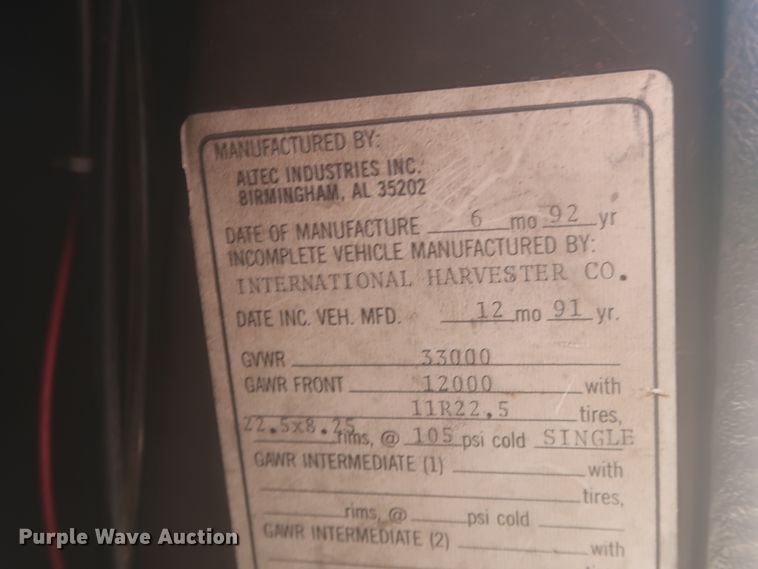 MANUFACTURED BY:
ALTEC INDUSTRIES INC.
BIRMINGHAM, AL 35202
DATE OF MANUFACTURE 6 mo 92 yr
INCOMPLETE VEHICLE MANUFACTURED BY:
INTERNATIONAL HARVESTER CO.
DATE INC. VEH. MFD. 12 mo 91 yr.
GVWR 33000
GAWR FRONT 12000 with
11R22.5 tires,
22.5x8.25 rims, @ 105 psi cold SINGLE
GAWR INTERMEDIATE (1) with
tires,
rims, @ psi cold
GAWR INTERMEDIATE (2) with
Purple Wave Auction